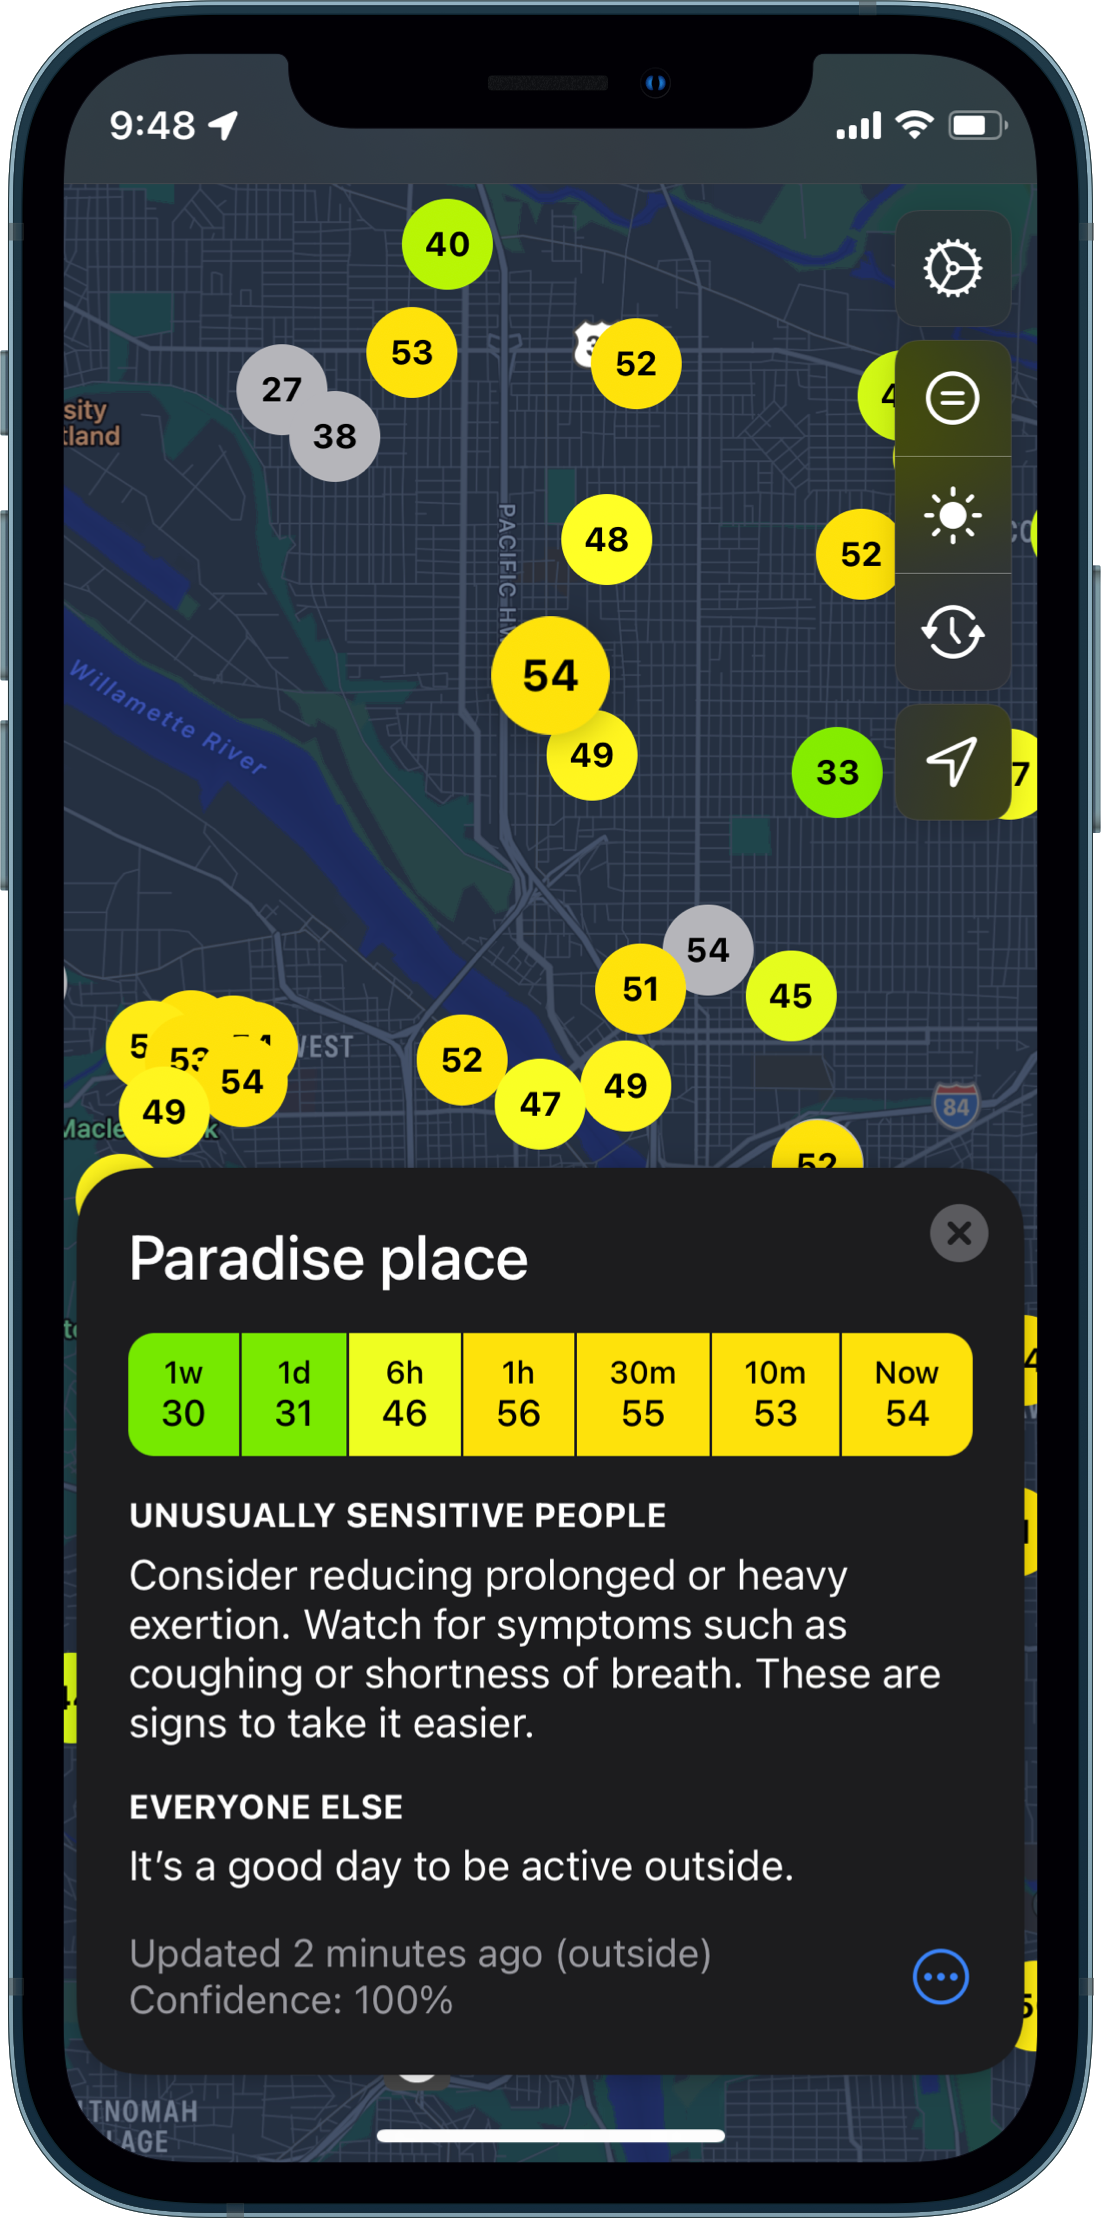 9:48
40
53
52
27
38
sity
tland
48
PACIFIC
52
54
Willamette River
49
33
7
54
51
45
53
54
VEST
52
49
47
49
84
52
Paradise place
1w 1d 6h 1h 30m 10m Now
30 31 46 56 55 53 54
UNUSUALLY SENSITIVE PEOPLE
Consider reducing prolonged or heavy
exertion. Watch for symptoms such as
coughing or shortness of breath. These are
signs to take it easier.
EVERYONE ELSE
It’s a good day to be active outside.
Updated 2 minutes ago (outside)
Confidence: 100%
LTNOMAH
LAGE